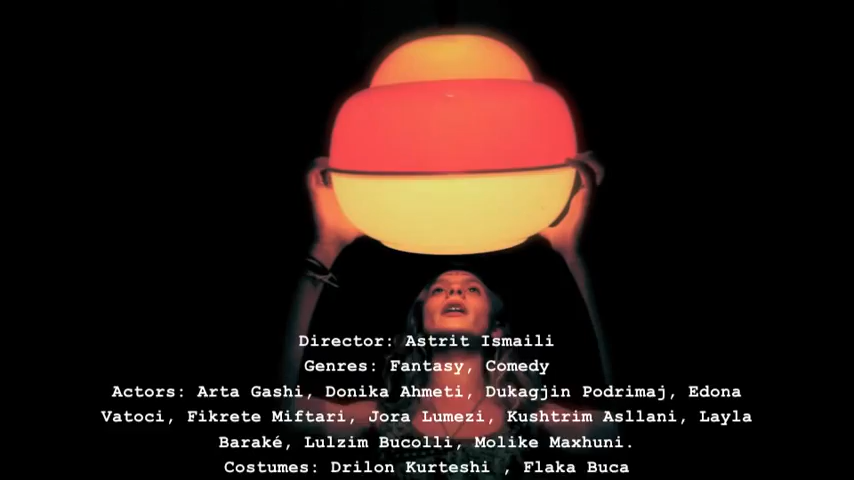 Director: Astrit Ismaili
Genres: Fantasy, Comedy
Actors: Arta Gashi, Donika Ahmeti, Dukagjin Podrimaj, Edona
Vatoci, Fikrete Miftari, Jora Lumezi, Kushtrim Asllani, Layla
Baraké, Lulzim Bucolli, Molike Maxhuni.
Costumes: Drilon Kurteshi , Flaka Buca